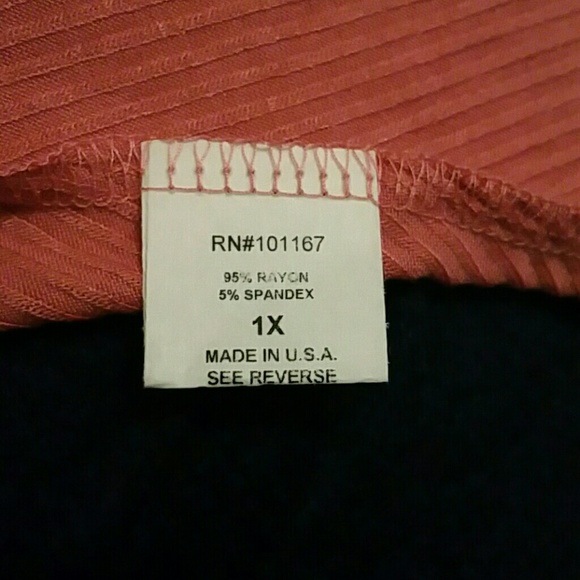 RN#101167
95% RAYON
5% SPANDEX
1X
MADE IN U.S.A.
SEE REVERSE